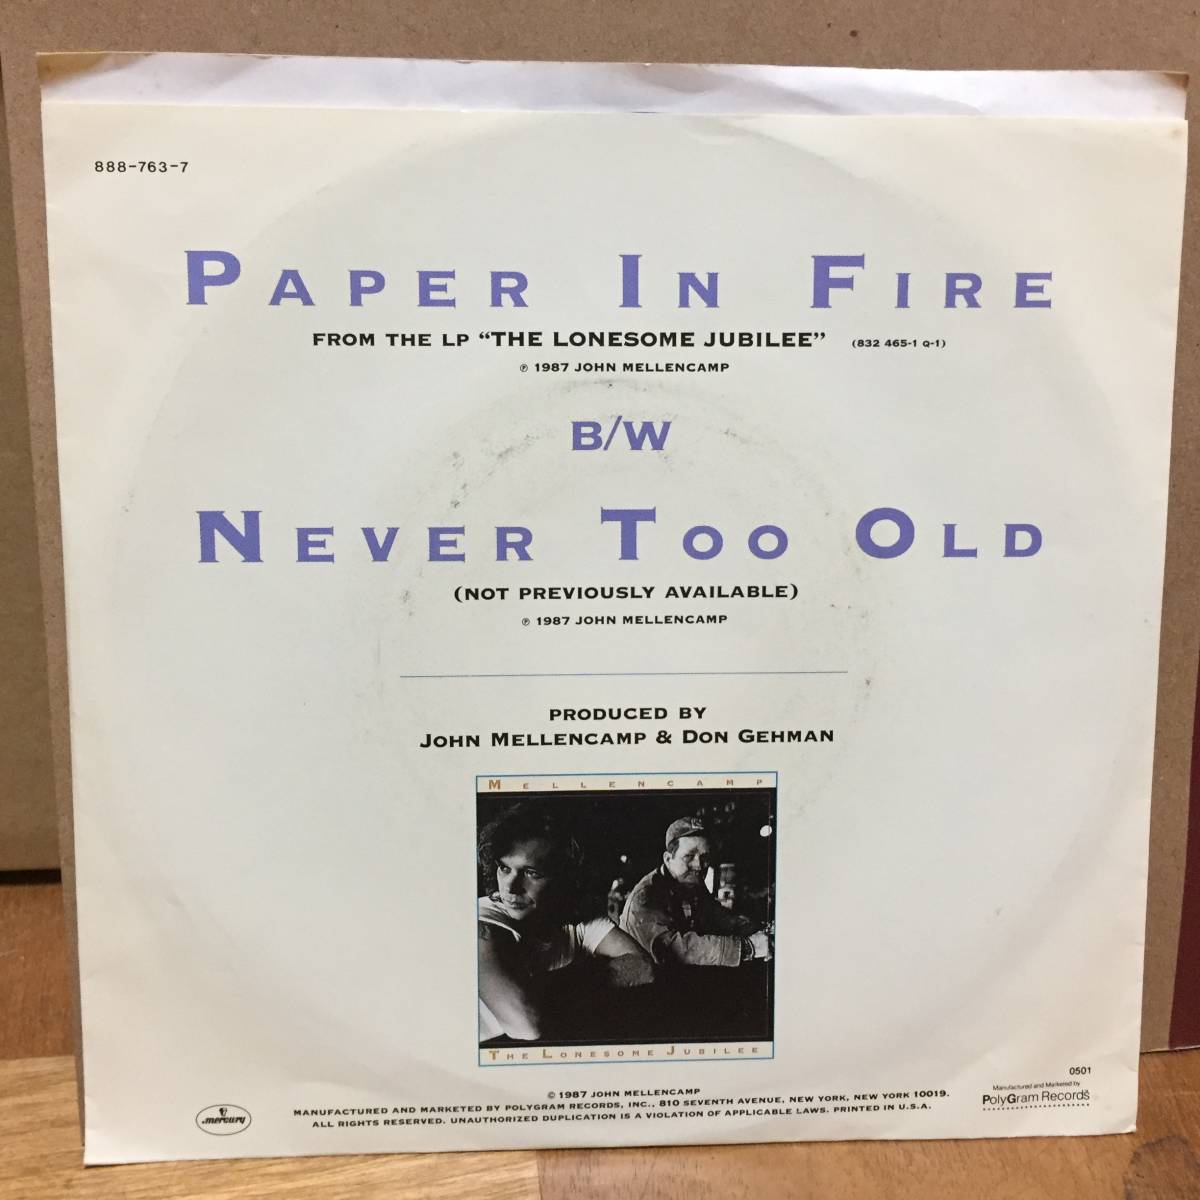 888-763-7
PAPER IN FIRE
FROM THE LP “THE LONESOME JUBILEE” (832 465-1 Q-1)
℗ 1987 JOHN MELLENCAMP
B/W
NEVER TOO OLD
(NOT PREVIOUSLY AVAILABLE)
℗ 1987 JOHN MELLENCAMP
PRODUCED BY
JOHN MELLENCAMP & DON GEHMAN
MELLENCAMP
THE LONESOME JUBILEE
0501
© 1987 JOHN MELLENCAMP
MANUFACTURED AND MARKETED BY POLYGRAM RECORDS, INC., 810 SEVENTH AVENUE, NEW YORK, NEW YORK 10019.
ALL RIGHTS RESERVED. UNAUTHORIZED DUPLICATION IS A VIOLATION OF APPLICABLE LAWS. PRINTED IN U.S.A.
mercury
Manufactured and Marketed by
PolyGram Records